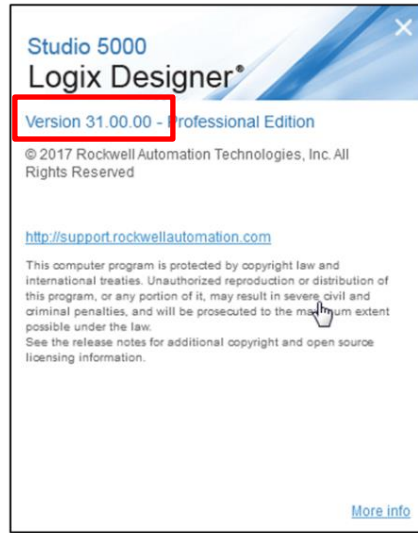 Studio 5000
Logix Designer®
Version 31.00.00 - Professional Edition
© 2017 Rockwell Automation Technologies, Inc. All
Rights Reserved
http://support.rockwellautomation.com
This computer program is protected by copyright law and
international treaties. Unauthorized reproduction or distribution of
this program, or any portion of it, may result in severe civil and
criminal penalties, and will be prosecuted to the maximum extent
possible under the law.
See the release notes for additional copyright and open source
licensing information.
More info